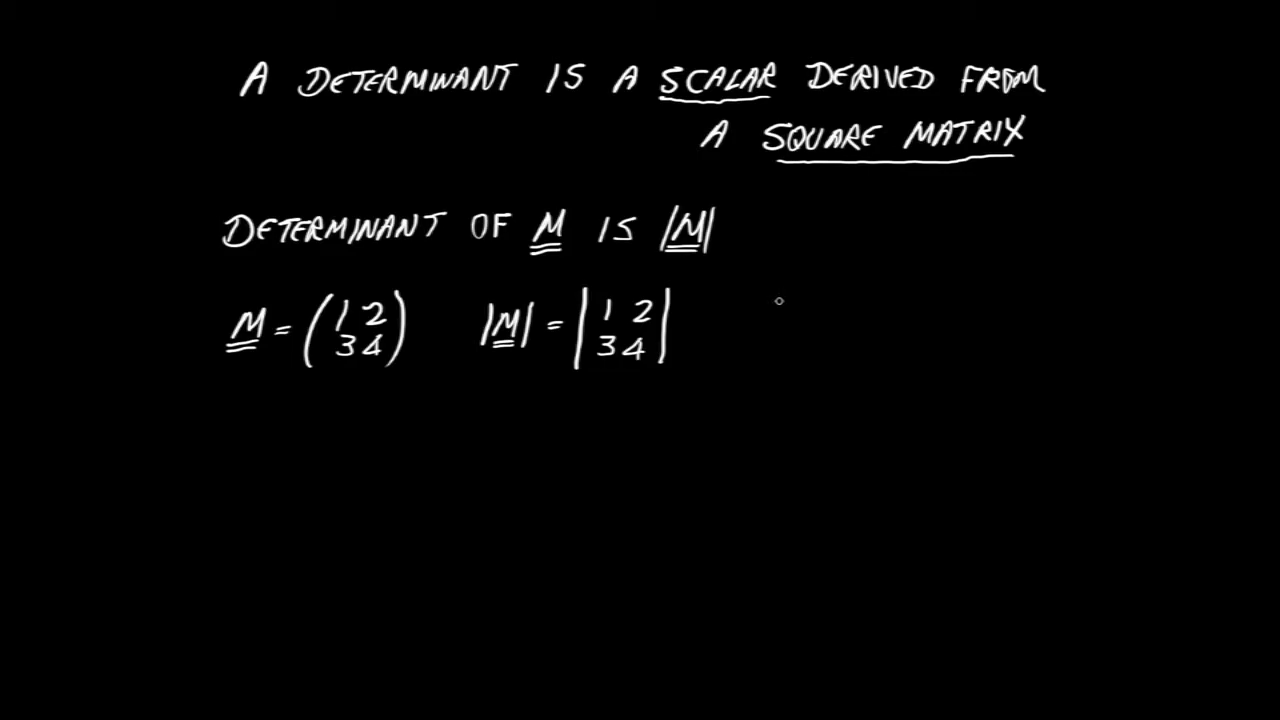 A DETERMINANT IS A SCALAR DERIVED FROM
A SQUARE MATRIX
DETERMINANT OF M IS |M|
M = (1 2 |M| = |1 2|
3 4) |3 4|